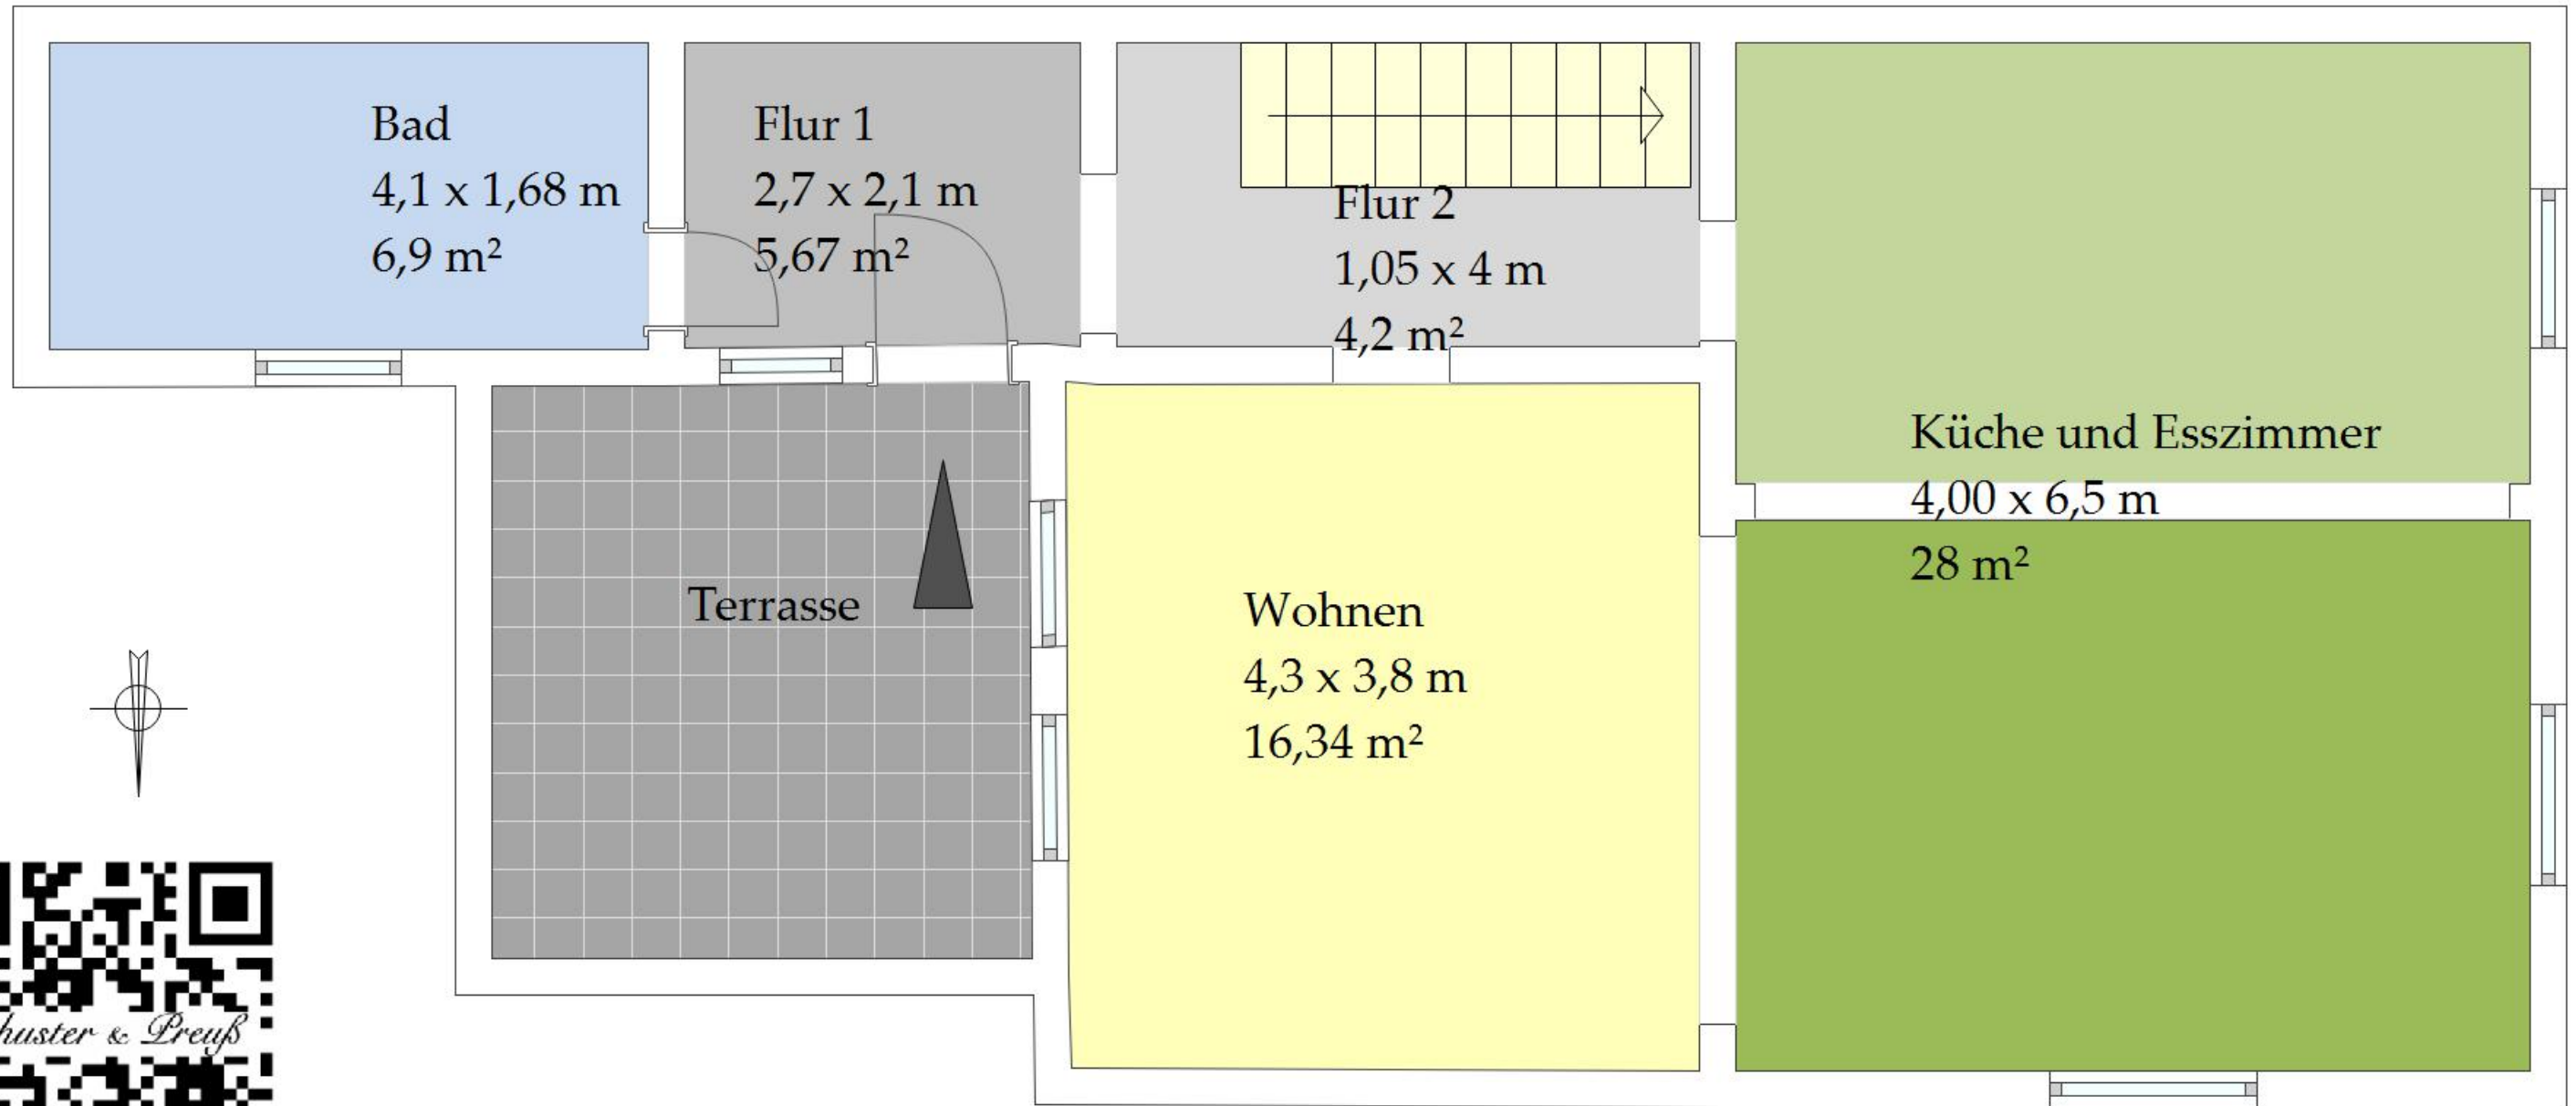 Bad
4,1 x 1,68 m
6,9 m²
Flur 1
2,7 x 2,1 m
5,67 m²
Flur 2
1,05 x 4 m
4,2 m²
Küche und Esszimmer
4,00 x 6,5 m
28 m²
Terrasse
Wohnen
4,3 x 3,8 m
16,34 m²
huster & Preuß